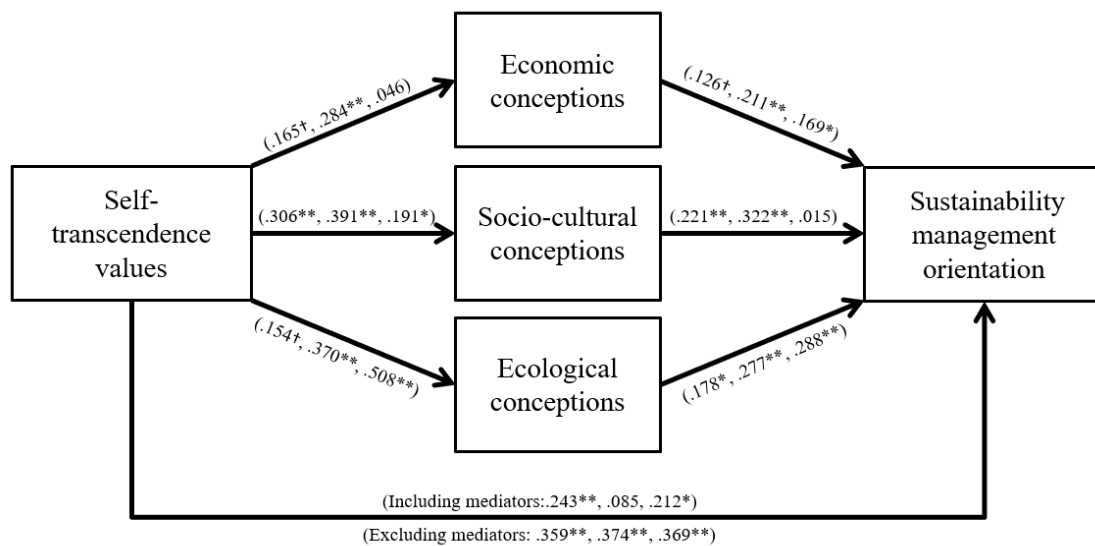 Economic
conceptions
(.165†, .284**, .046)
(.126†, .211**, .169*)
Self-
transcendence
values
(.306**, .391**, .191*)
Socio-cultural
conceptions
(.221**, .322**, .015)
Sustainability
management
orientation
(.154†, .370**, .508**)
Ecological
conceptions
(.178*, .277**, .288**)
(Including mediators:.243**, .085, .212*)
(Excluding mediators: .359**, .374**, .369**)